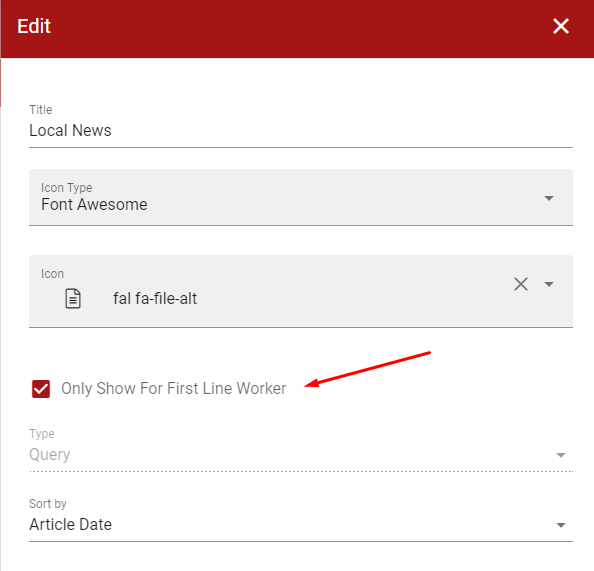 Edit
Title
Local News
Icon Type
Font Awesome
Icon
fal fa-file-alt
Only Show For First Line Worker
Type
Query
Sort by
Article Date